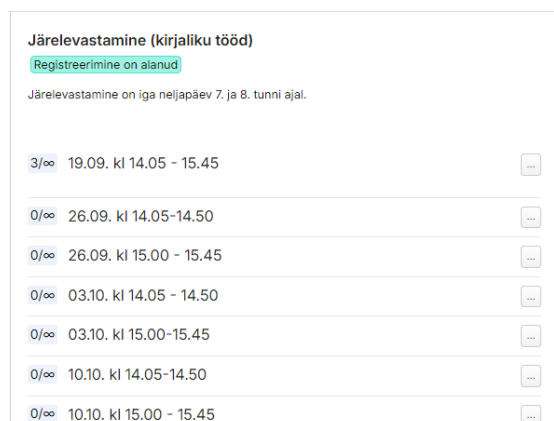 Järelevastamine (kirjaliku tööd)
Registreerimine on alanud
Järelevastamine on iga neljapäev 7. ja 8. tunni ajal.
3/∞ 19.09. kl 14.05 - 15.45 ...
0/∞ 26.09. kl 14.05-14.50 ...
0/∞ 26.09. kl 15.00 - 15.45 ...
0/∞ 03.10. kl 14.05 - 14.50 ...
0/∞ 03.10. kl 15.00-15.45 ...
0/∞ 10.10. kl 14.05-14.50 ...
0/∞ 10.10. kl 15.00 - 15.45 ...